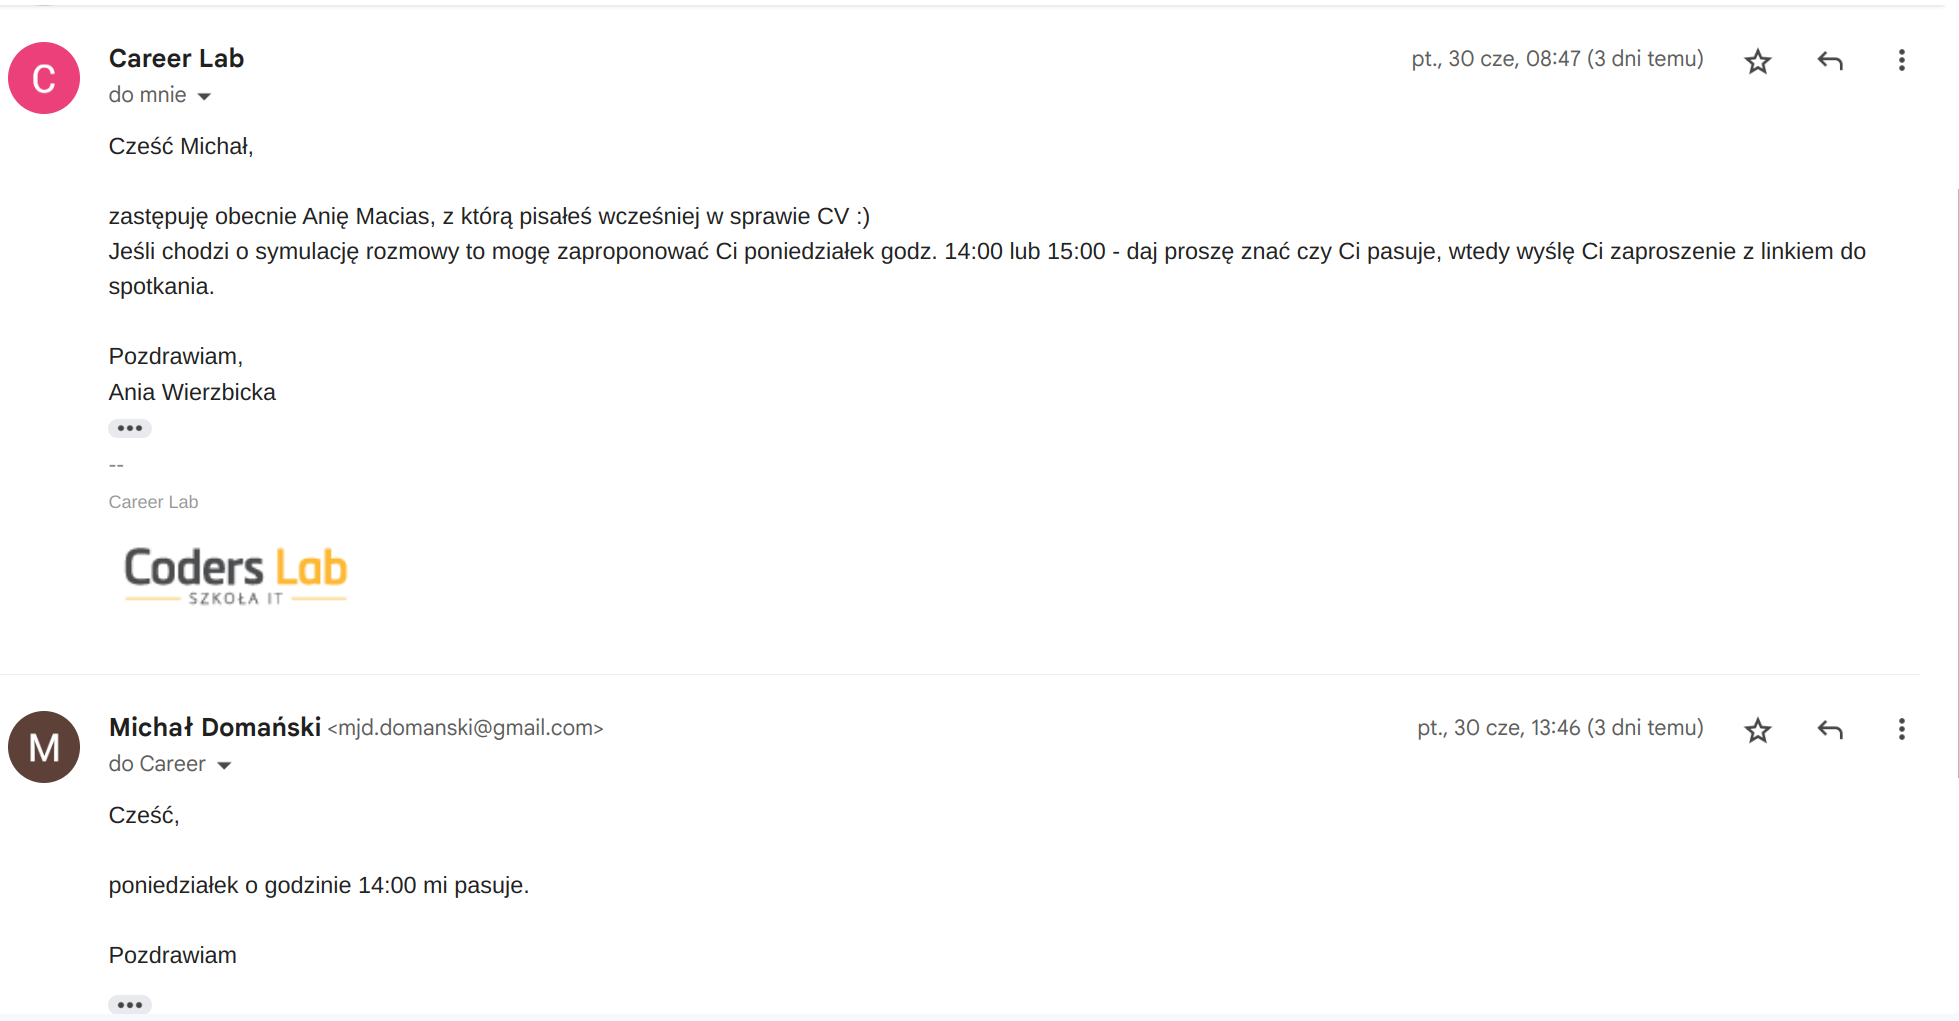 C
Career Lab
pt., 30 cze, 08:47 (3 dni temu)
do mnie
Cześć Michał,
zastępuję obecnie Anię Macias, z którą pisałeś wcześniej w sprawie CV :)
Jeśli chodzi o symulację rozmowy to mogę zaproponować Ci poniedziałek godz. 14:00 lub 15:00 - daj proszę znać czy Ci pasuje, wtedy wyślę Ci zaproszenie z linkiem do
spotkania.
Pozdrawiam,
Ania Wierzbicka
--
Career Lab
Coders Lab
SZKOŁA IT
M
Michał Domański <mjd.domanski@gmail.com>
pt., 30 cze, 13:46 (3 dni temu)
do Career
Cześć,
poniedziałek o godzinie 14:00 mi pasuje.
Pozdrawiam